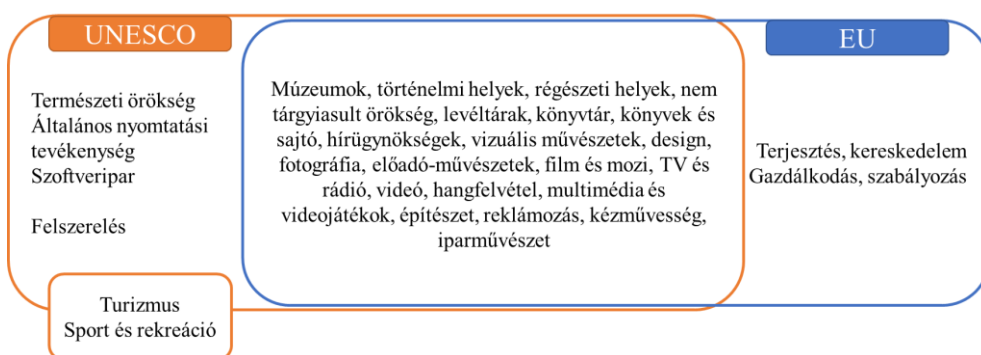 UNESCO
EU
Természeti örökség
Általános nyomtatási
tevékenység
Szoftveripar
Felszerelés
Múzeumok, történelmi helyek, régészeti helyek, nem
tárgyiasult örökség, levéltárak, könyvtár, könyvek és
sajtó, hírügynökségek, vizuális művészetek, design,
fotográfia, előadó-művészetek, film és mozi, TV és
rádió, videó, hangfelvétel, multimédia és
videojátékok, építészet, reklámozás, kézművesség,
iparművészet
Terjesztés, kereskedelem
Gazdálkodás, szabályozás
Turizmus
Sport és rekreáció